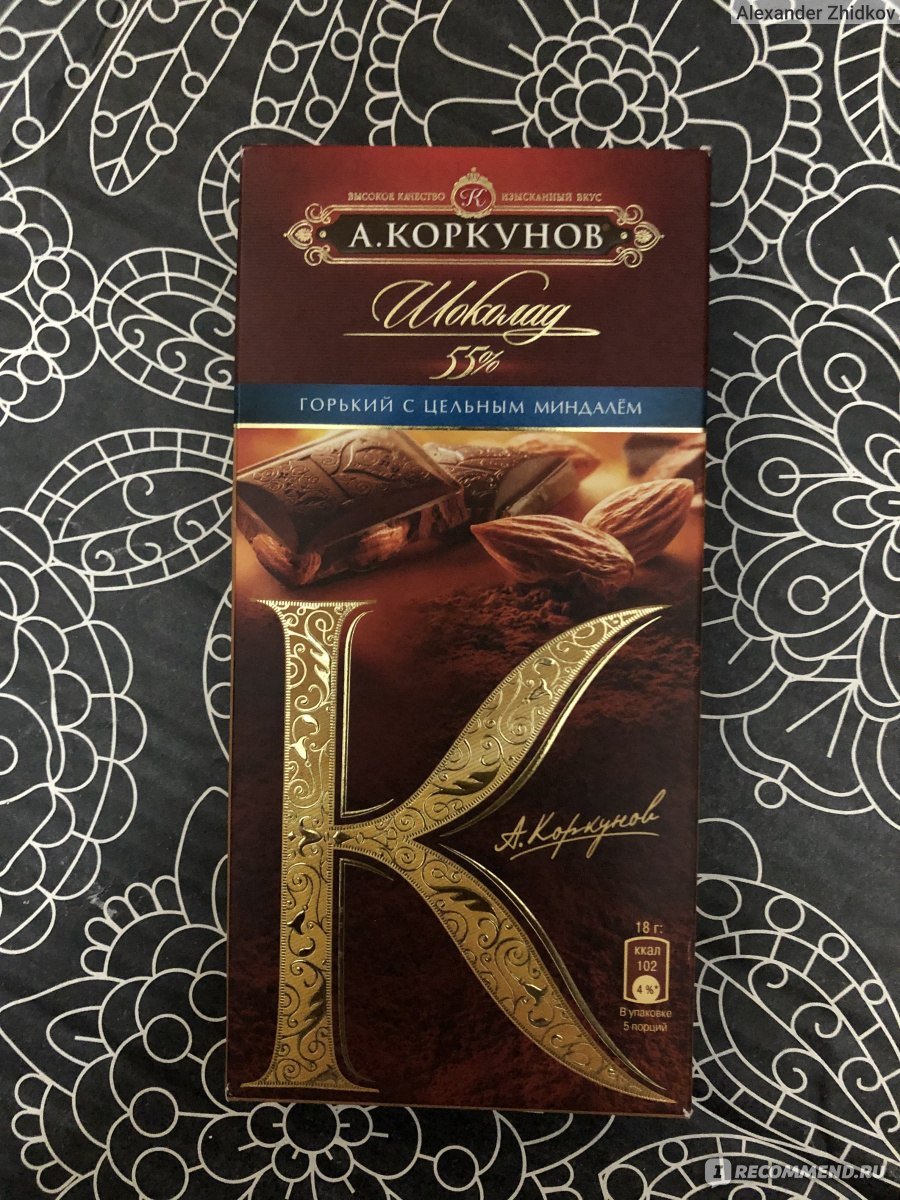 Alexander Zhidkov
ВЫСОКОЕ КАЧЕСТВО К ИЗЫСКАННЫЙ ВКУС
А.КОРКУНОВ®
Шоколад
55%
ГОРЬКИЙ С ЦЕЛЬНЫМ МИНДАЛЁМ
К
А.Коркунов
18 г:
ккал
102
4 %*
В упаковке
5 порций
IRECOMMEND.RU